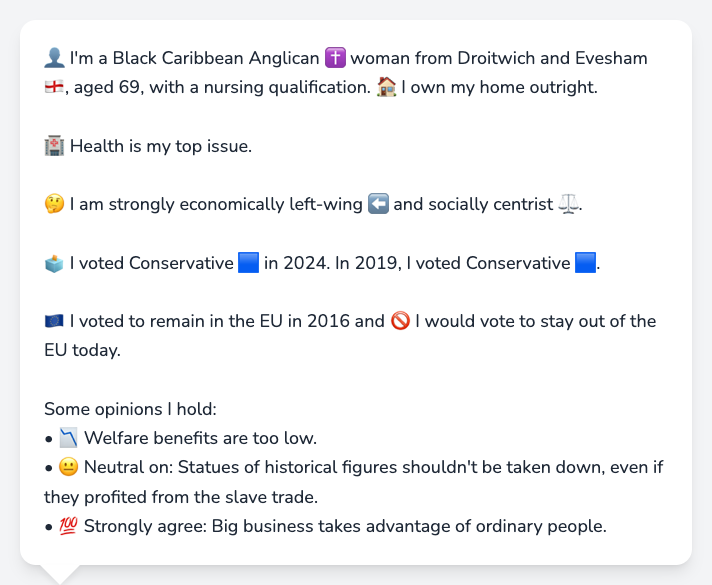 👤 I'm a Black Caribbean Anglican ✝️ woman from Droitwich and Evesham
🏴󠁧󠁢󠁥󠁮󠁧󠁿, aged 69, with a nursing qualification. 🏠 I own my home outright.
🏥 Health is my top issue.
🤔 I am strongly economically left-wing ⬅️ and socially centrist ⚖️.
🗳️ I voted Conservative 🟦 in 2024. In 2019, I voted Conservative 🟦.
🇪🇺 I voted to remain in the EU in 2016 and 🚫 I would vote to stay out of the
EU today.
Some opinions I hold:
• 📉 Welfare benefits are too low.
• 😐 Neutral on: Statues of historical figures shouldn't be taken down, even if
they profited from the slave trade.
• 💯 Strongly agree: Big business takes advantage of ordinary people.